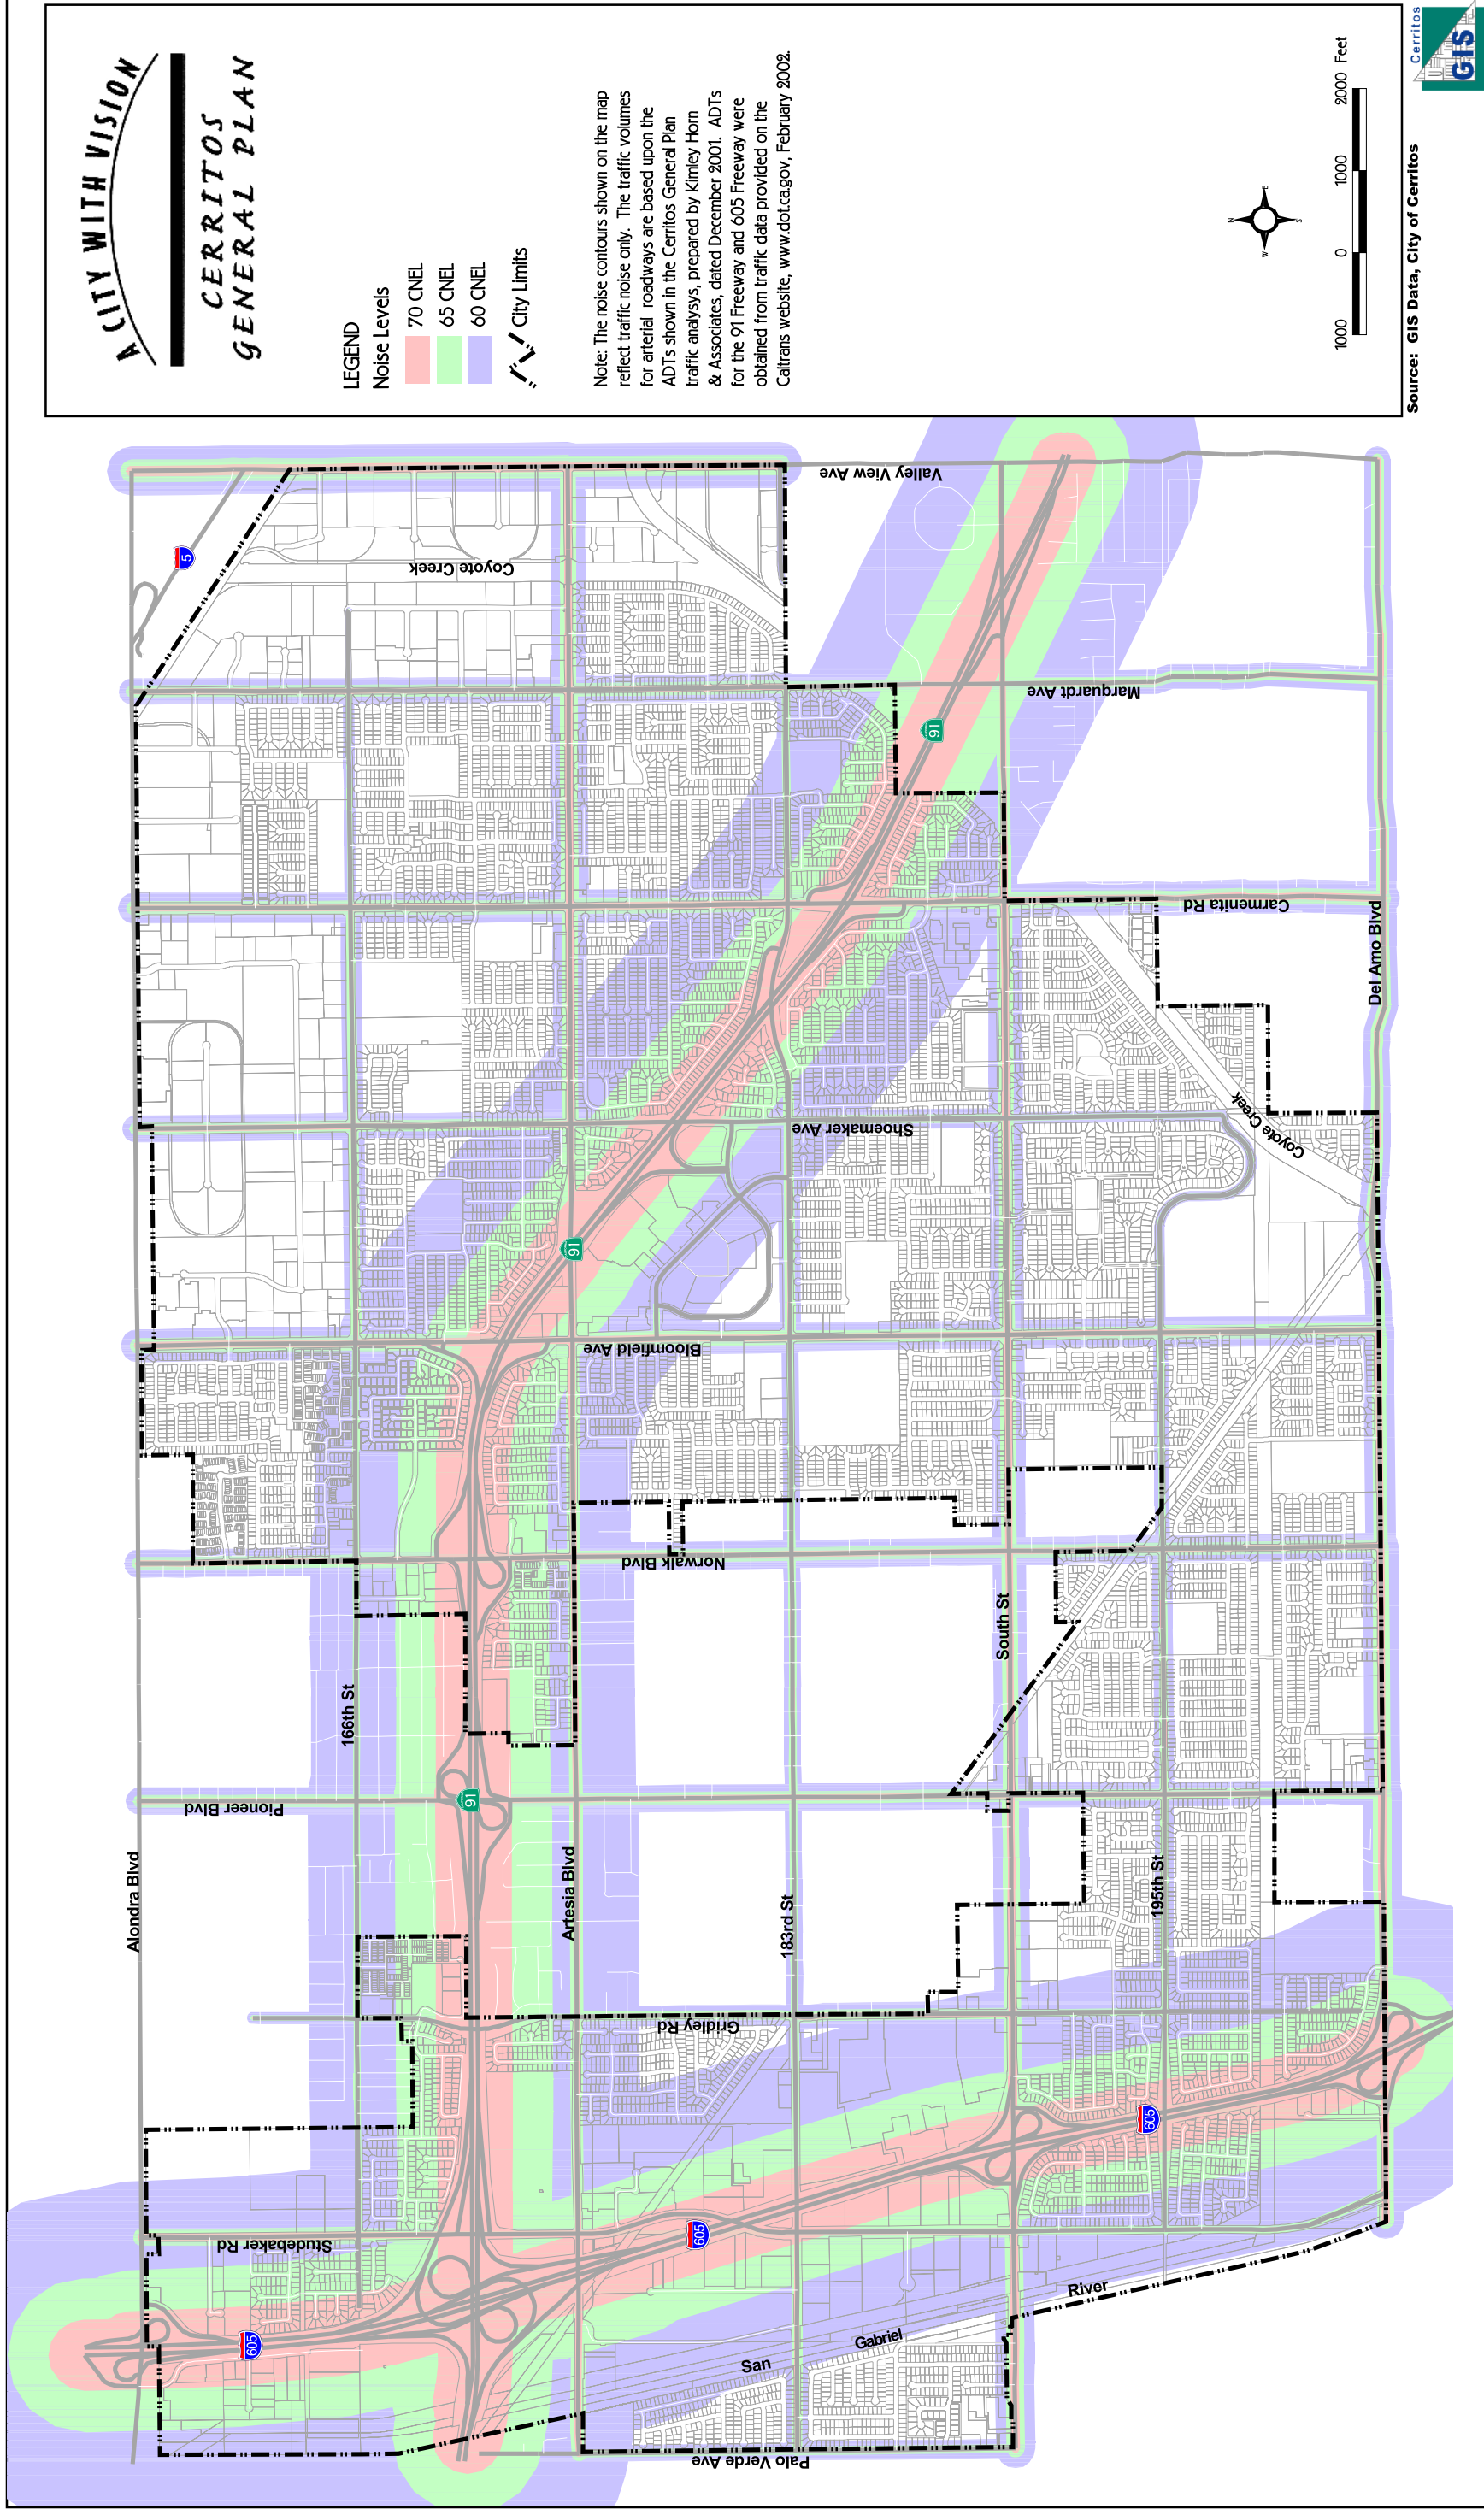 A CITY WITH VISION
CERRITOS
GENERAL PLAN
LEGEND
Noise Levels
70 CNEL
65 CNEL
60 CNEL
City Limits
Note: The noise contours shown on the map
reflect traffic noise only. The traffic volumes
for arterial roadways are based upon the
ADTs shown in the Cerritos General Plan
traffic analysys, prepared by Kimley Horn
& Associates, dated December 2001. ADTs
for the 91 Freeway and 605 Freeway were
obtained from traffic data provided on the
Caltrans website, www.dot.ca.gov, February 2002.
N
W
E
S
1000 0 1000 2000 Feet
Source: GIS Data, City of Cerritos
Cerritos
GIS
Alondra Blvd
166th St
Artesia Blvd
183rd St
South St
195th St
Del Amo Blvd
Palo Verde Ave
Studebaker Rd
Gridley Rd
Pioneer Blvd
Norwalk Blvd
Bloomfield Ave
Shoemaker Ave
Carmenita Rd
Marquardt Ave
Valley View Ave
Coyote Creek
Coyote Creek
San
Gabriel
River
5
91
91
91
605
605
605